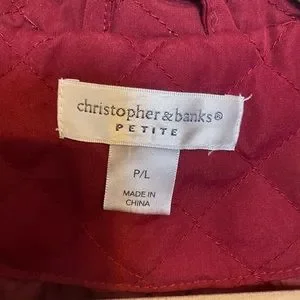 christopher & banks®
PETITE
P/L
MADE IN
CHINA